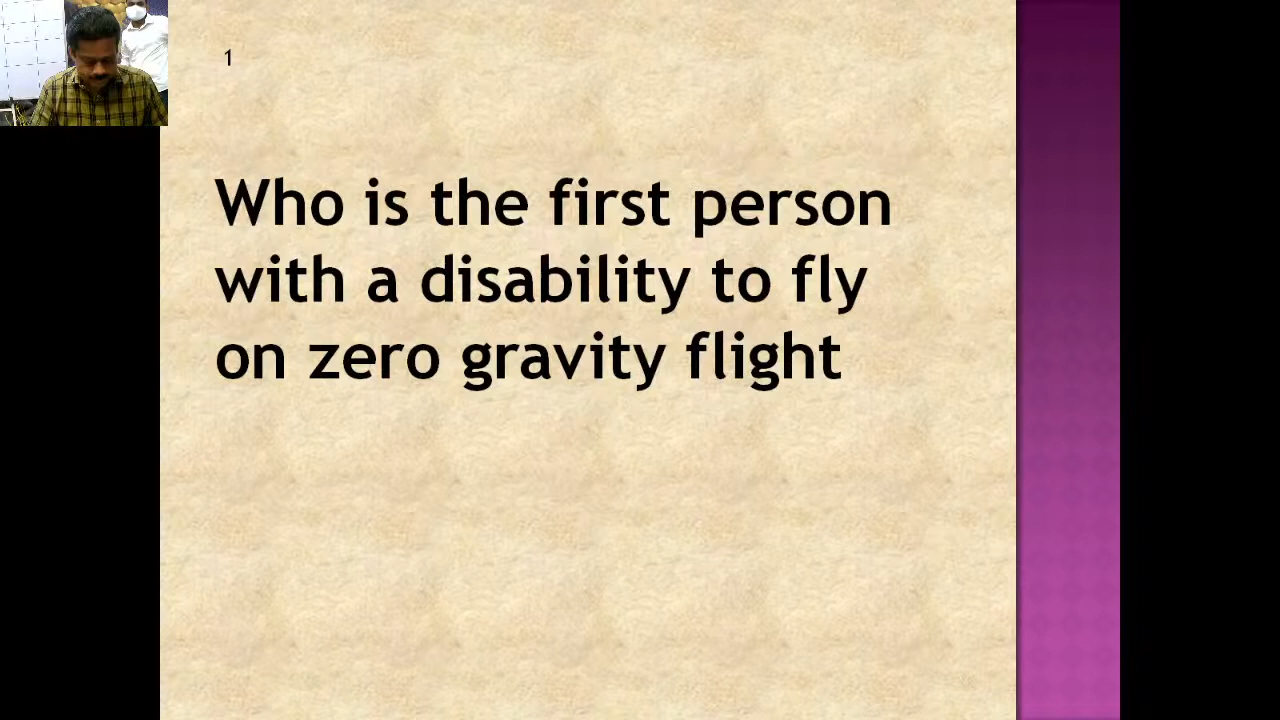 1
Who is the first person
with a disability to fly
on zero gravity flight